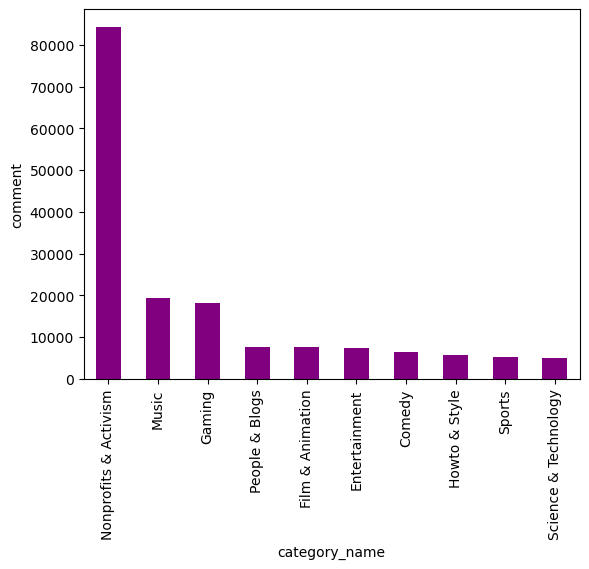 80000
70000
60000
50000
40000
30000
20000
10000
0
comment
Nonprofits & Activism
Music
Gaming
People & Blogs
Film & Animation
Entertainment
Comedy
Howto & Style
Sports
Science & Technology
category_name